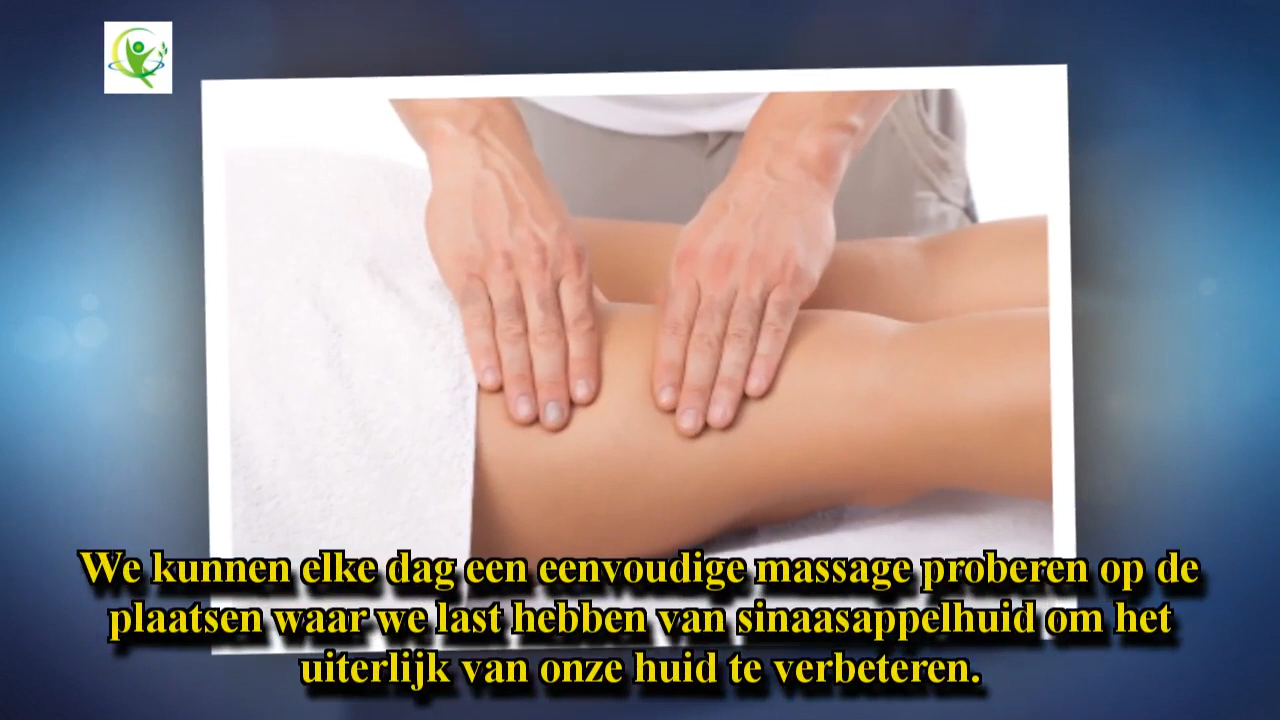 We kunnen elke dag een eenvoudige massage proberen op de
plaatsen waar we last hebben van sinaasappelhuid om het
uiterlijk van onze huid te verbeteren.